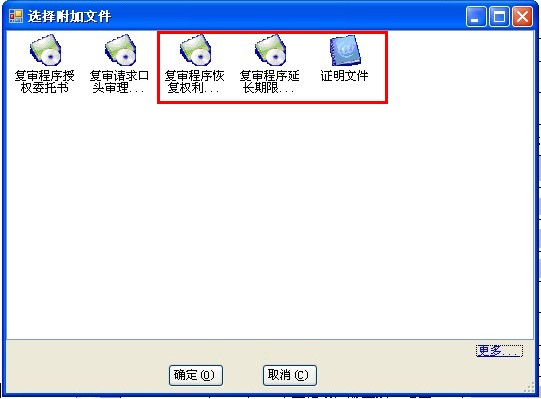 选择附加文件
复审程序授
权委托书
复审请求口
头审理...
复审程序恢
复权利...
复审程序延
长期限...
证明文件
更多...
确定(O)
取消(C)